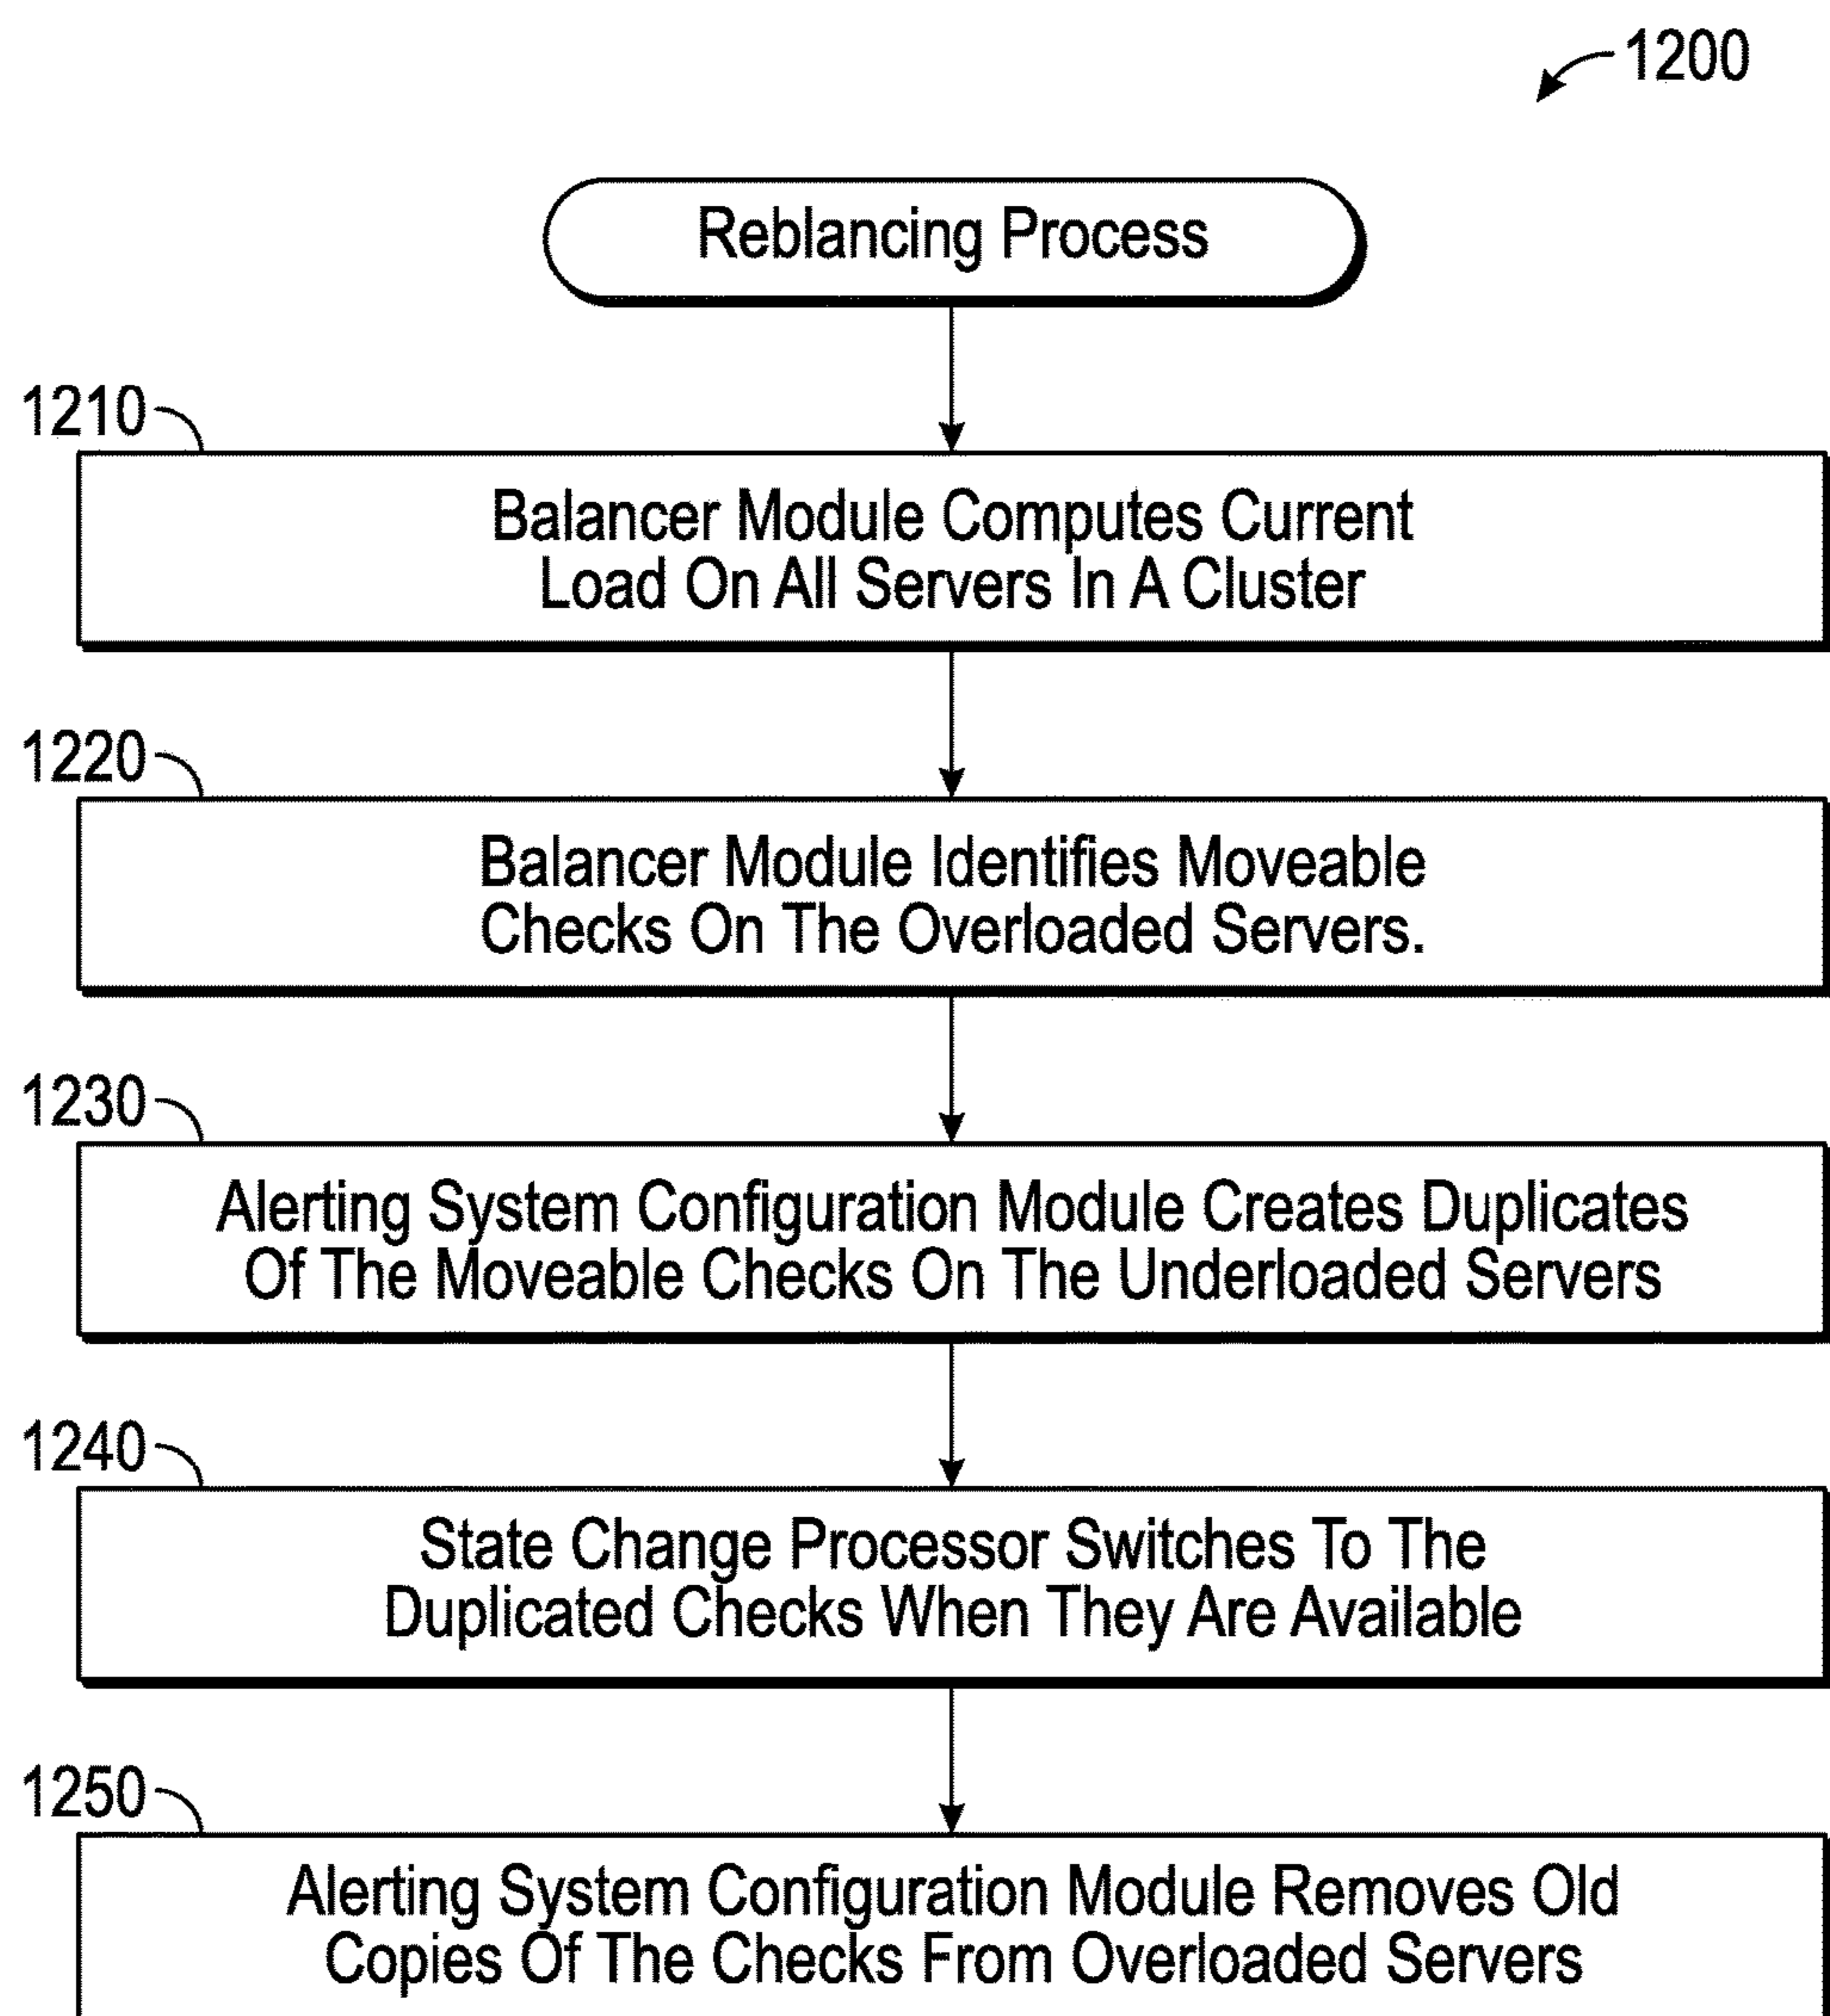 1200
Reblancing Process
1210
Balancer Module Computes Current
Load On All Servers In A Cluster
1220
Balancer Module Identifies Moveable
Checks On The Overloaded Servers.
1230
Alerting System Configuration Module Creates Duplicates
Of The Moveable Checks On The Underloaded Servers
1240
State Change Processor Switches To The
Duplicated Checks When They Are Available
1250
Alerting System Configuration Module Removes Old
Copies Of The Checks From Overloaded Servers